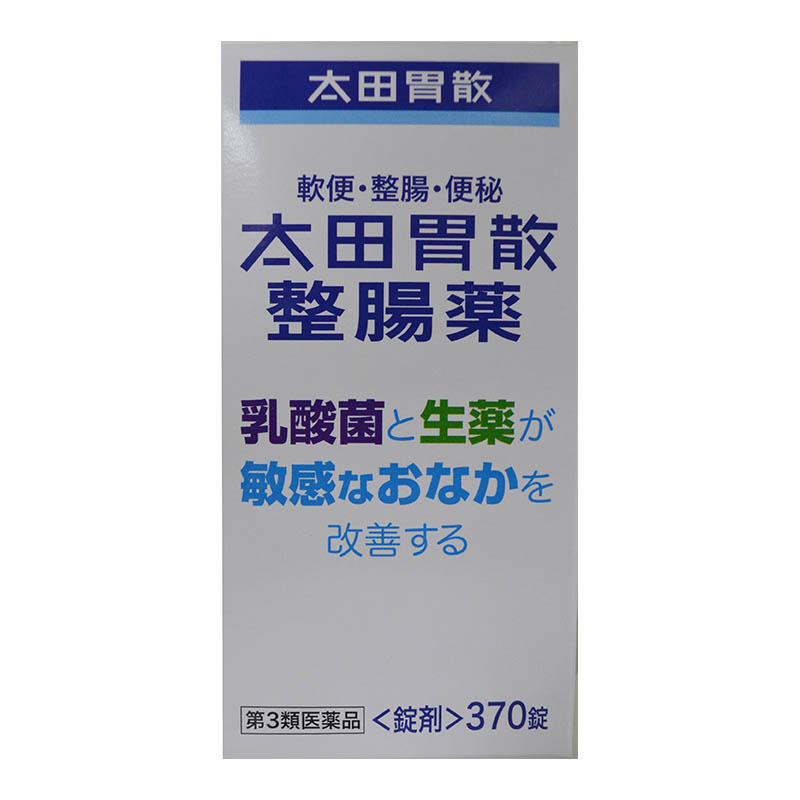 太田胃散
軟便・整腸・便秘
太田胃散
整腸薬
乳酸菌と生薬が
敏感なおなかを
改善する
第3類医薬品 <錠剤>370錠